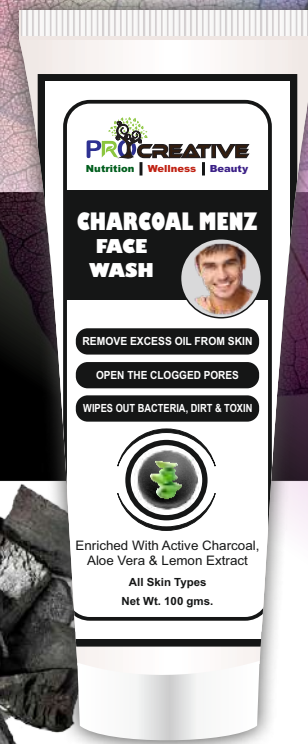 PROCREATIVE
Nutrition | Wellness | Beauty
CHARCOAL MENZ
FACE
WASH
REMOVE EXCESS OIL FROM SKIN
OPEN THE CLOGGED PORES
WIPES OUT BACTERIA, DIRT & TOXIN
Enriched With Active Charcoal,
Aloe Vera & Lemon Extract
All Skin Types
Net Wt. 100 gms.